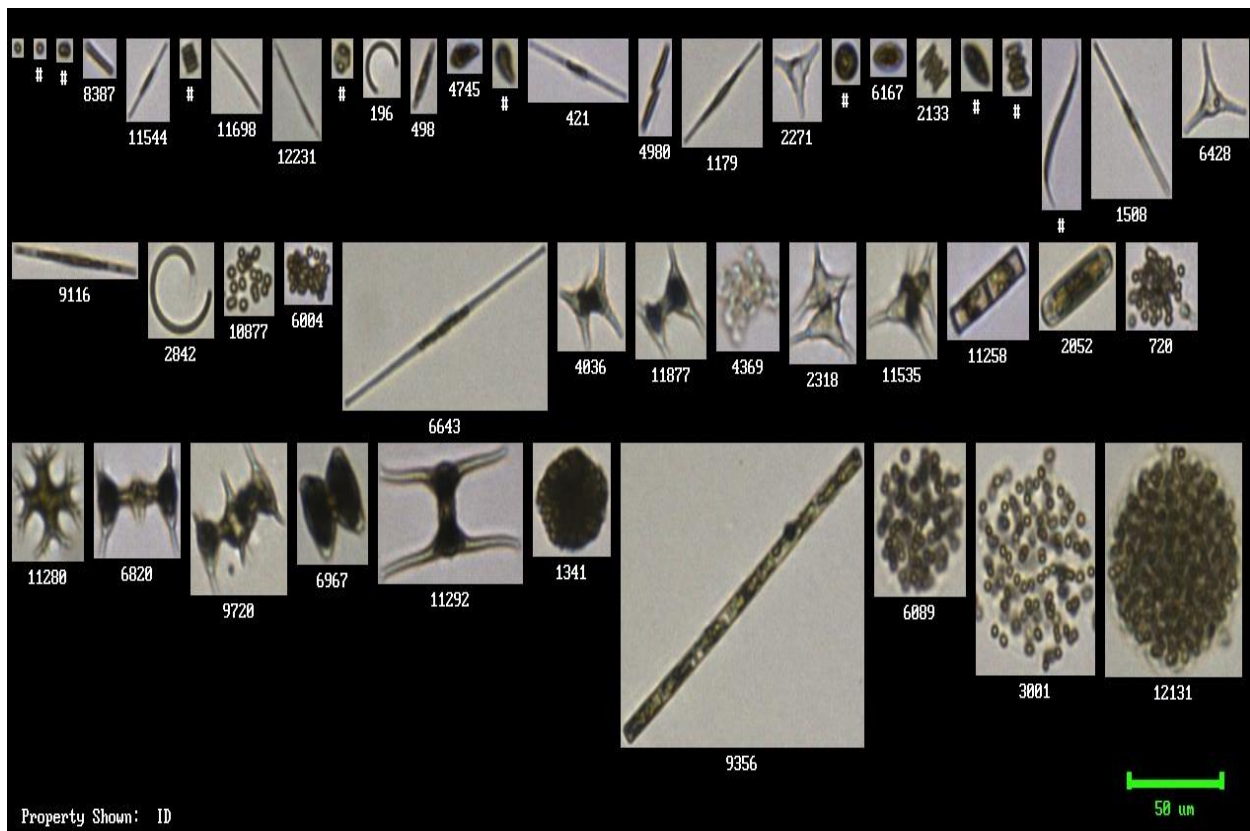 # # 8387 11544 # 11698 12231 # 196 498 4745 # 421 4980 1179 2271 # 6167 2133 # # # 1508 6428
9116 2842 10877 6004 6643 4036 11877 4369 2318 11535 11258 2052 720
11280 6820 9720 6967 11292 1341 9356 6089 3001 12131
50 um
Property Shown: ID